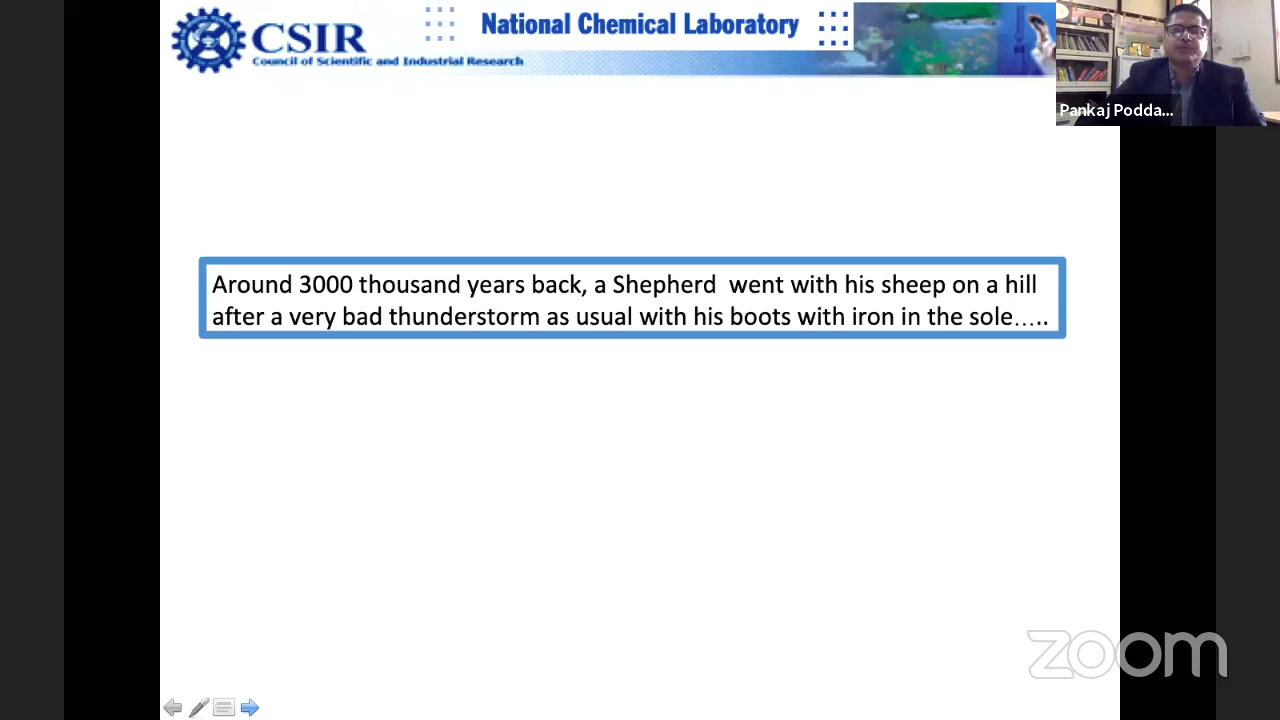 CSIR
Council of Scientific and Industrial Research
National Chemical Laboratory
Pankaj Podda...
Around 3000 thousand years back, a Shepherd went with his sheep on a hill
after a very bad thunderstorm as usual with his boots with iron in the sole…..
zoom